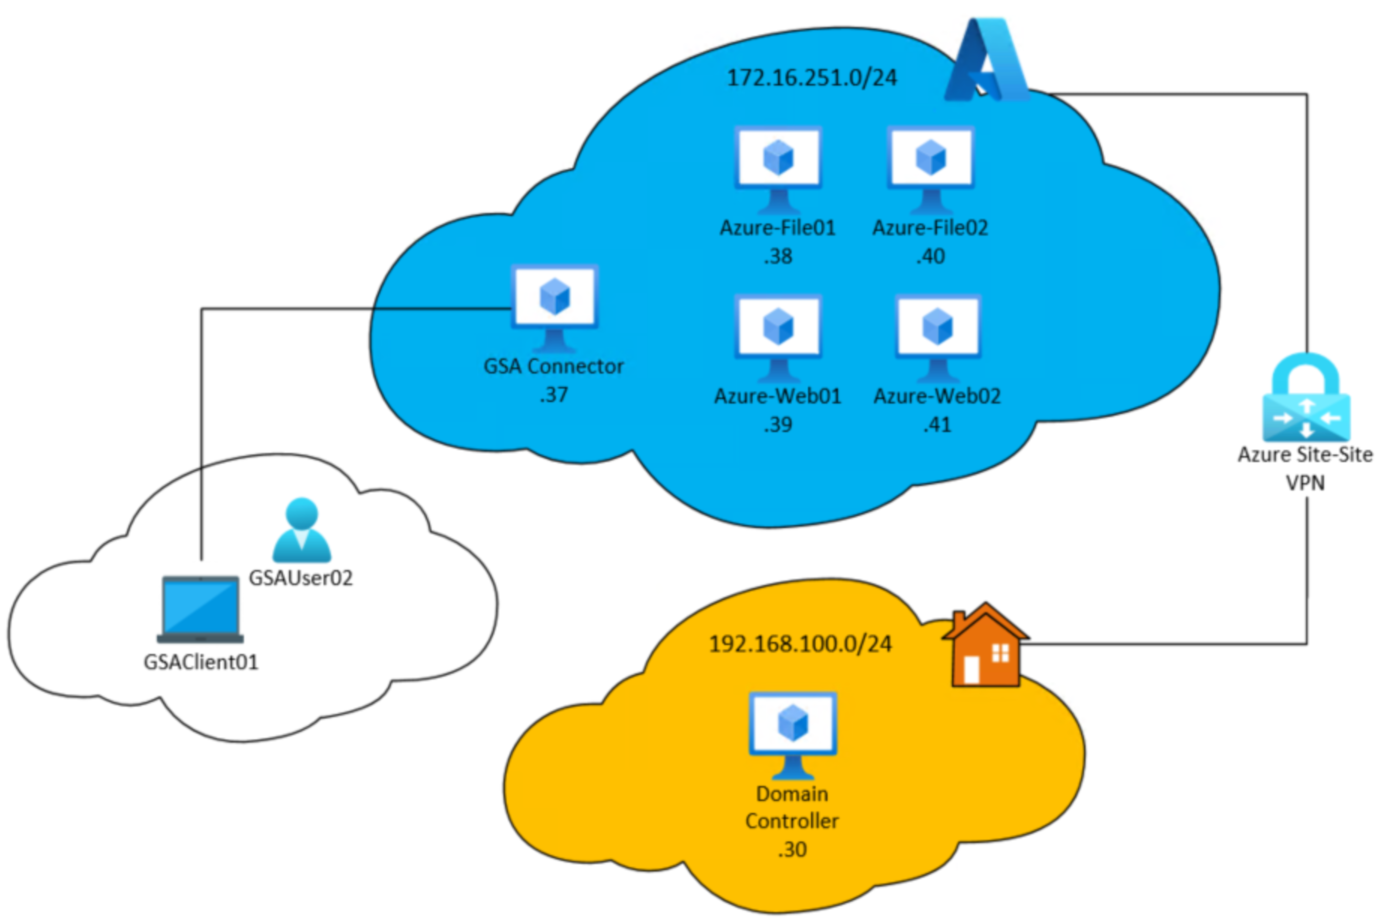 172.16.251.0/24
Azure-File01
.38
Azure-File02
.40
GSA Connector
.37
Azure-Web01
.39
Azure-Web02
.41
Azure Site-Site
VPN
GSAUser02
GSAClient01
192.168.100.0/24
Domain
Controller
.30